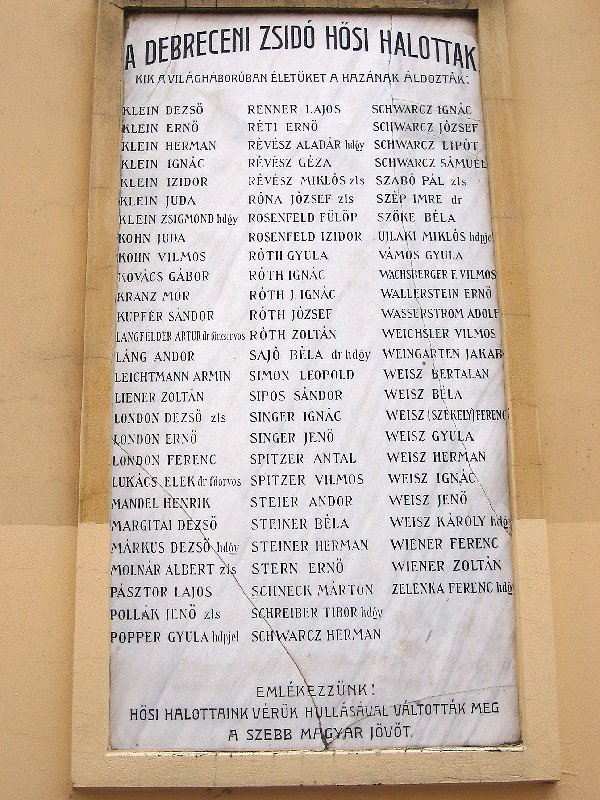 A DEBRECENI ZSIDÓ HŐSI HALOTTAK
KIK A VILÁGHÁBORÚBAN ÉLETÜKET A HAZÁNAK ÁLDOZTÁK:
KLEIN DEZSŐ
KLEIN ERNŐ
KLEIN HERMAN
KLEIN IGNÁC
KLEIN IZIDOR
KLEIN JUDA
KLEIN ZSIGMOND hdgy
KOHN JUDA
KOHN VILMOS
KOVÁCS GÁBOR
KRANZ MÓR
KUPFER SÁNDOR
LANGFELDER ARTUR dr főezrorvos
LÁNG ANDOR
LEICHTMANN ARMIN
LIENER ZOLTÁN
LONDON DEZSŐ zls
LONDON ERNŐ
LONDON FERENC
LUKÁCS ELEK dr főorvos
MANDEL HENRIK
MARGITAI DEZSŐ
MÁRKUS DEZSŐ hdgy
MOLNÁR ALBERT zls
PÁSZTOR LAJOS
POLLÁK JENŐ zls
POPPER GYULA hdpjel
RENNER LAJOS
RÉTI ERNŐ
RÉVÉSZ ALADÁR hdgy
RÉVÉSZ GÉZA
RÉVÉSZ MIKLÓS zls
RÓNA JÓZSEF zls
ROSENFELD FÜLÖP
ROSENFELD IZIDOR
RÓTH GYULA
RÓTH IGNÁC
RÓTH J. IGNÁC
RÓTH JÓZSEF
RÓTH ZOLTÁN
SAJÓ BÉLA dr hdgy
SIMON LEOPOLD
SIPOS SÁNDOR
SINGER IGNÁC
SINGER JENŐ
SPITZER ANTAL
SPITZER VILMOS
STEIER ANDOR
STEINER BÉLA
STEINER HERMAN
STERN ERNŐ
SCHNECK MÁRTON
SCHREIBER TIBOR hdgy
SCHWARCZ HERMAN
SCHWARCZ IGNÁC
SCHWARCZ JÓZSEF
SCHWARCZ LIPÓT
SCHWARCZ SÁMUEL
SZABÓ PÁL zls
SZÉP IMRE dr
SZŐKE BÉLA
UJLAKI MIKLÓS hdpjel
VÁMOS GYULA
WACHSBERGER F. VILMOS
WALLERSTEIN ERNŐ
WASSERSTROM ADOLF
WEICHSLER VILMOS
WEINGARTEN JAKAB
WEISZ BERTALAN
WEISZ BÉLA
WEISZ (SZÉKELY) FERENC
WEISZ GYULA
WEISZ HERMAN
WEISZ IGNÁC
WEISZ JENŐ
WEISZ KÁROLY hdgy
WIENER FERENC
WIENER ZOLTÁN
ZELENKA FERENC hdgy
EMLÉKEZZÜNK!
HŐSI HALOTTAINK VÉRÜK HULLÁSÁVAL VÁLTOTTÁK MEG
A SZEBB MAGYAR JÖVŐT.